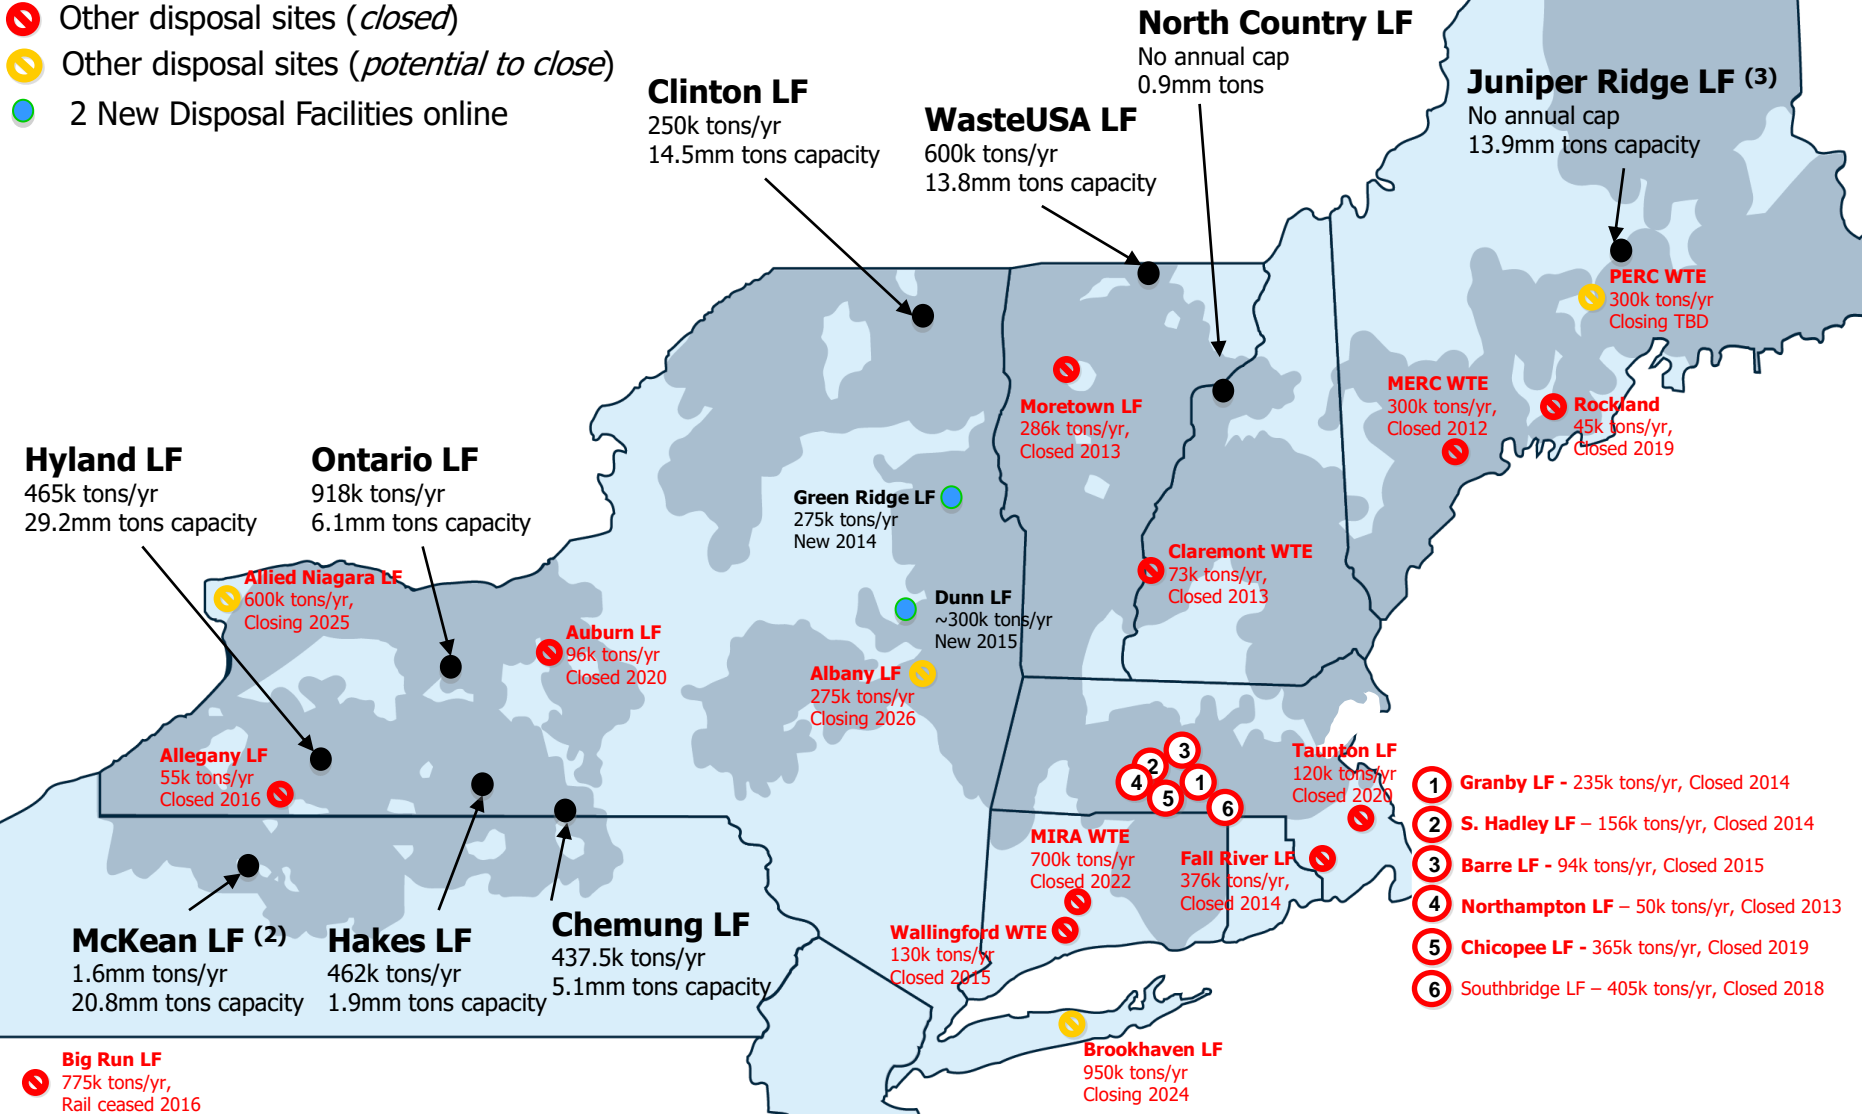 Other disposal sites (closed)
Other disposal sites (potential to close)
2 New Disposal Facilities online
Clinton LF
250k tons/yr
14.5mm tons capacity
WasteUSA LF
600k tons/yr
13.8mm tons capacity
North Country LF
No annual cap
0.9mm tons
Juniper Ridge LF (3)
No annual cap
13.9mm tons capacity
PERC WTE
300k tons/yr
Closing TBD
MERC WTE
300k tons/yr,
Closed 2012
Rockland
45k tons/yr,
Closed 2019
Moretown LF
286k tons/yr,
Closed 2013
Hyland LF
465k tons/yr
29.2mm tons capacity
Ontario LF
918k tons/yr
6.1mm tons capacity
Green Ridge LF
275k tons/yr
New 2014
Claremont WTE
73k tons/yr,
Closed 2013
Allied Niagara LF
600k tons/yr,
Closing 2025
Dunn LF
~300k tons/yr
New 2015
Auburn LF
96k tons/yr
Closed 2020
Albany LF
275k tons/yr
Closing 2026
Allegany LF
55k tons/yr
Closed 2016
3
2
4
1
5
6
Taunton LF
120k tons/yr
Closed 2020
MIRA WTE
700k tons/yr
Closed 2022
Fall River LF
376k tons/yr,
Closed 2014
Wallingford WTE
130k tons/yr
Closed 2015
1 Granby LF - 235k tons/yr, Closed 2014
2 S. Hadley LF – 156k tons/yr, Closed 2014
3 Barre LF - 94k tons/yr, Closed 2015
4 Northampton LF – 50k tons/yr, Closed 2013
5 Chicopee LF - 365k tons/yr, Closed 2019
6 Southbridge LF – 405k tons/yr, Closed 2018
McKean LF (2)
1.6mm tons/yr
20.8mm tons capacity
Hakes LF
462k tons/yr
1.9mm tons capacity
Chemung LF
437.5k tons/yr
5.1mm tons capacity
Brookhaven LF
950k tons/yr
Closing 2024
Big Run LF
775k tons/yr,
Rail ceased 2016